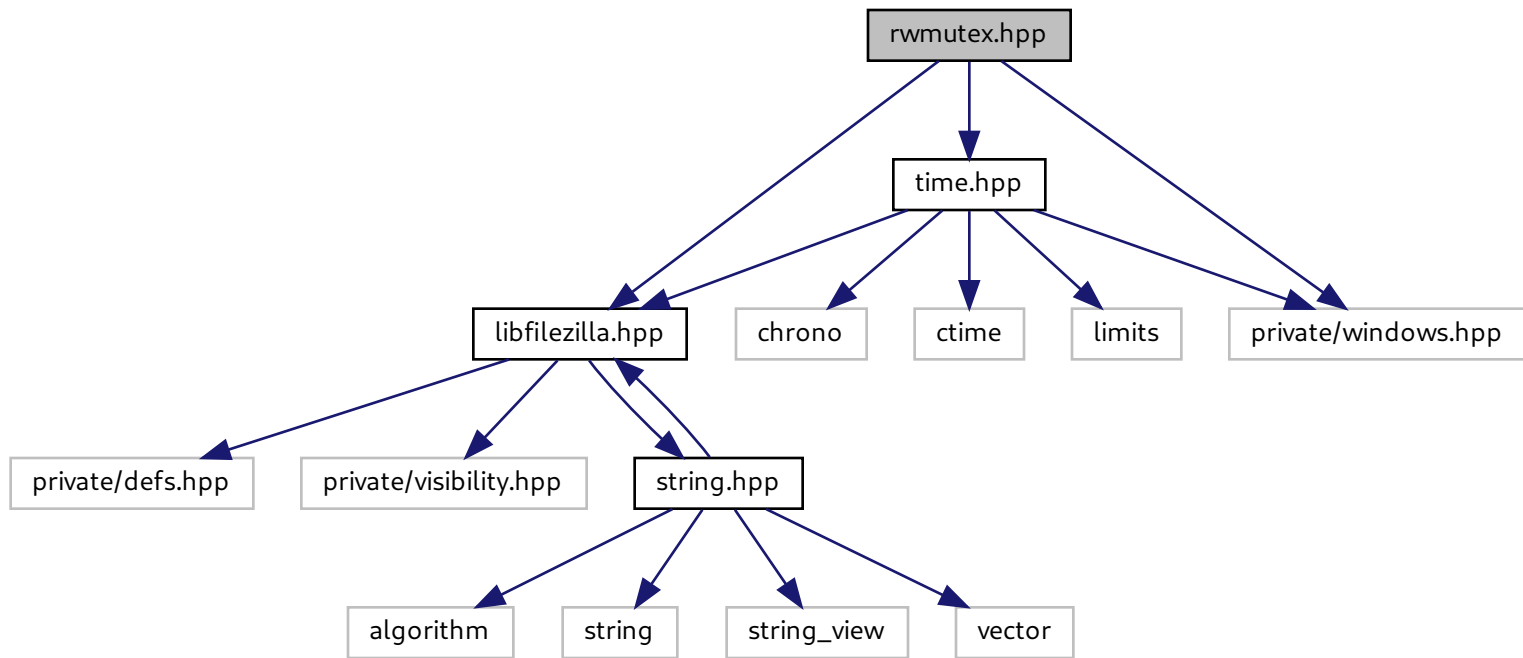 rwmutex.hpp
time.hpp
libfilezilla.hpp
chrono
ctime
limits
private/windows.hpp
private/defs.hpp
private/visibility.hpp
string.hpp
algorithm
string
string_view
vector